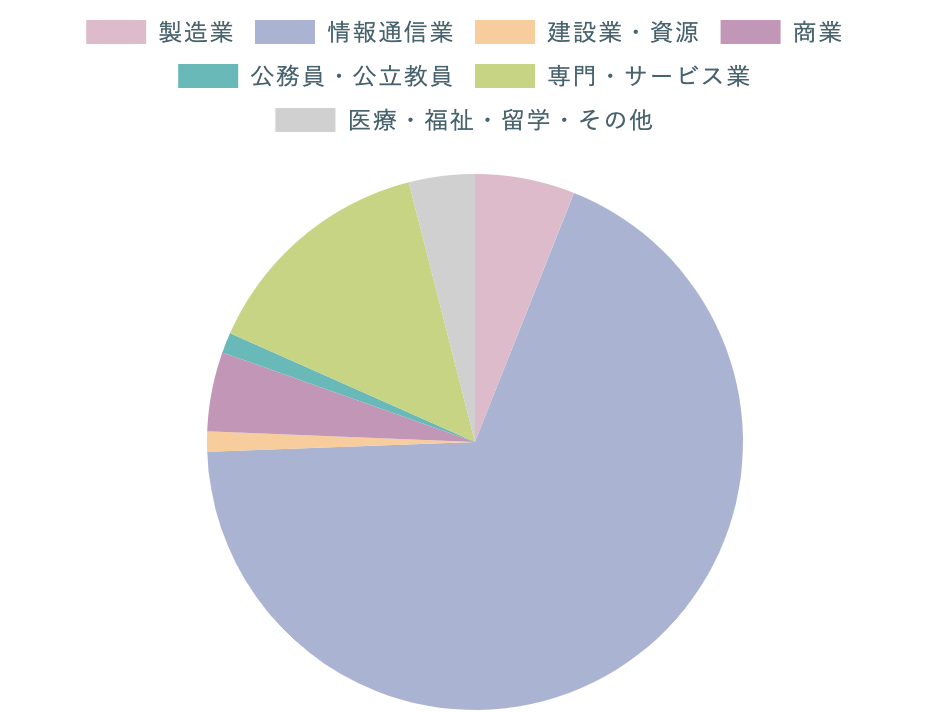 製造業 情報通信業 建設業・資源 商業
公務員・公立教員 専門・サービス業
医療・福祉・留学・その他